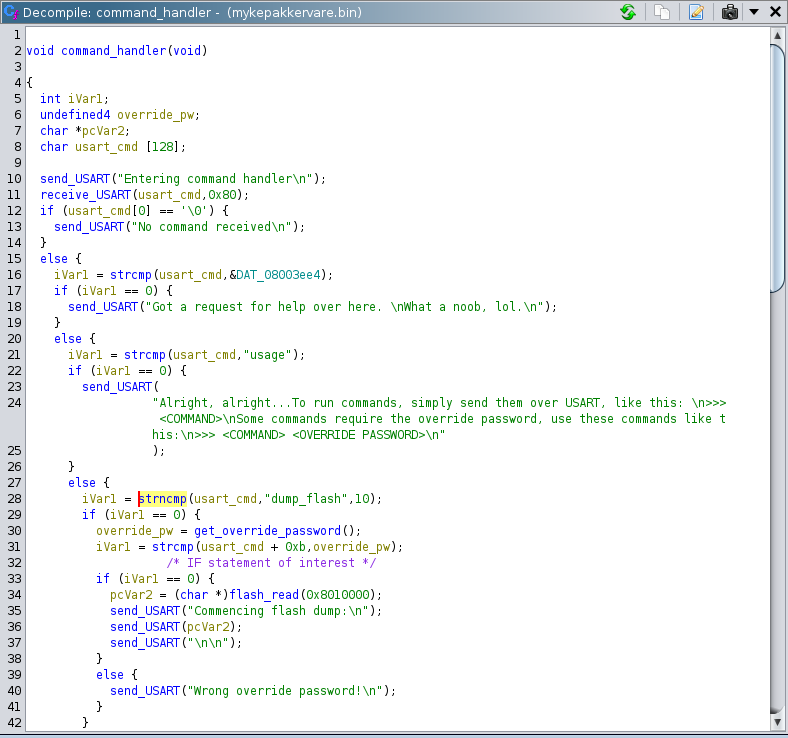 Decompile: command_handler - (mykepakkervare.bin)
1
2 void command_handler(void)
3
4 {
5 int iVar1;
6 undefined4 override_pw;
7 char *pcVar2;
8 char usart_cmd [128];
9
10 send_USART("Entering command handler\n");
11 receive_USART(usart_cmd,0x80);
12 if (usart_cmd[0] == '\0') {
13 send_USART("No command received\n");
14 }
15 else {
16 iVar1 = strcmp(usart_cmd,&DAT_08003ee4);
17 if (iVar1 == 0) {
18 send_USART("Got a request for help over here. \nWhat a noob, lol.\n");
19 }
20 else {
21 iVar1 = strcmp(usart_cmd,"usage");
22 if (iVar1 == 0) {
23 send_USART(
24 "Alright, alright...To run commands, simply send them over USART, like this: \n>>>
<COMMAND>\nSome commands require the override password, use these commands like t
his:\n>>> <COMMAND> <OVERRIDE PASSWORD>\n"
25 );
26 }
27 else {
28 iVar1 = strncmp(usart_cmd,"dump_flash",10);
29 if (iVar1 == 0) {
30 override_pw = get_override_password();
31 iVar1 = strcmp(usart_cmd + 0xb,override_pw);
32 /* IF statement of interest */
33 if (iVar1 == 0) {
34 pcVar2 = (char *)flash_read(0x8010000);
35 send_USART("Commencing flash dump:\n");
36 send_USART(pcVar2);
37 send_USART("\n\n");
38 }
39 else {
40 send_USART("Wrong override password!\n");
41 }
42 }